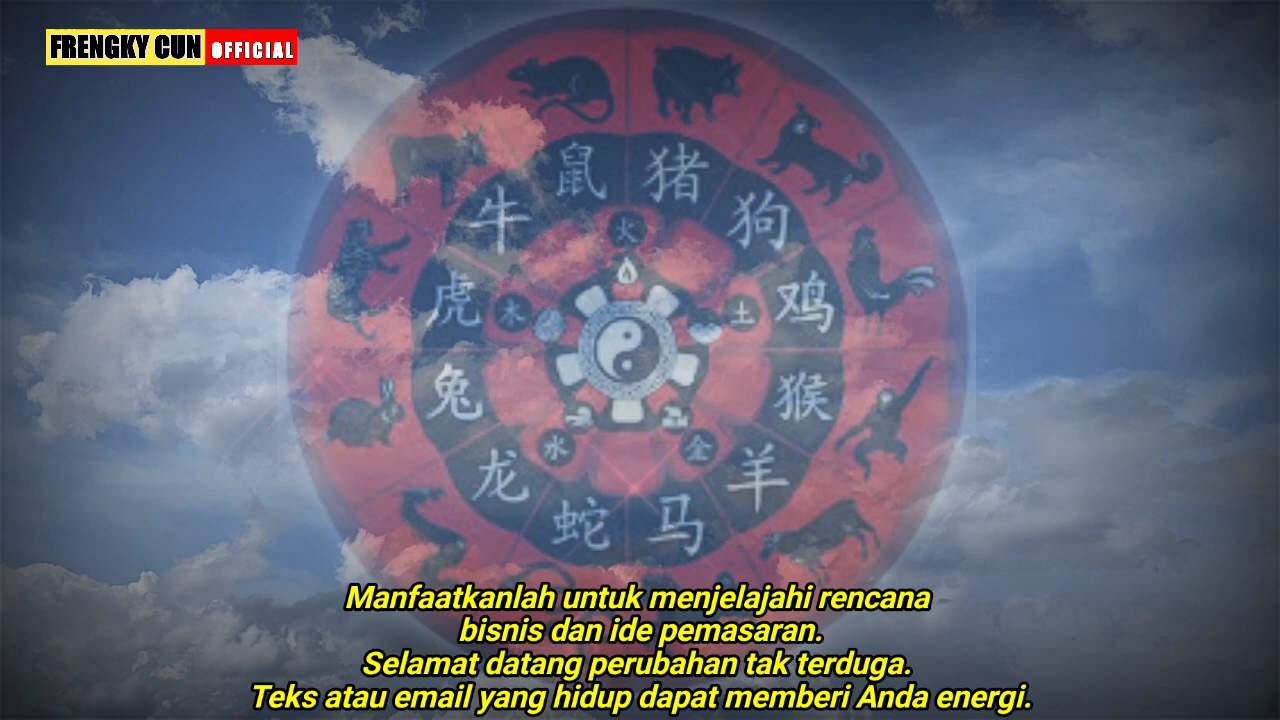 FRENGKY CUN OFFICIAL
鼠 猪
牛 狗
火
虎 木 土 鸡
兔 猴
水 金
龙 羊
蛇 马
Manfaatkanlah untuk menjelajahi rencana
bisnis dan ide pemasaran.
Selamat datang perubahan tak terduga.
Teks atau email yang hidup dapat memberi Anda energi.